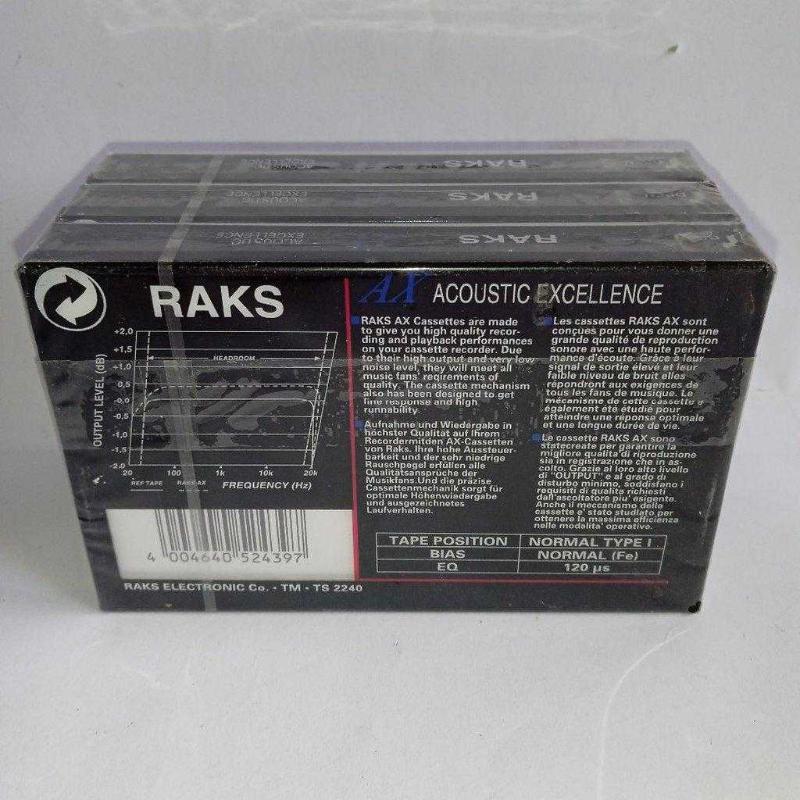 RAKS
ACOUSTIC
EXCELLENCE
RAKS
ACOUSTIC
EXCELLENCE
RAKS
ACOUSTIC
EXCELLENCE
RAKS
OUTPUT LEVEL (dB)
+2,0
+1,5
+1,0
+0,5
-0,0
-0,5
-1,0
-1,5
-2,0
HEADROOM
20 100 1k 10k 20k
REF TAPE RAKS AX FREQUENCY (Hz)
4 004640 524397
RAKS ELECTRONIC Co. - TM - TS 2240
AX ACOUSTIC EXCELLENCE
RAKS AX Cassettes are made
to give you high quality recor-
ding and playback performances
on your cassette recorder. Due
to their high output and very low
noise level, they will meet all
music fans' reqirements of
quality. The cassette mechanism
also has been designed to get
fine response and high
runnability.
Aufnahme und Wiedergabe in
höchster Qualität auf Ihrem
Recordermitden AX-Cassetten
von Raks. Ihre hohe Aussteuer-
barkeit und der sehr niedrige
Rauschpegel erfüllen alle
Qualitätsansprüche der
Musikfans.Und die präzise
Cassettenmechanik sorgt für
optimale Höhenwiedergabe
und ausgezeichnetes
Laufverhalten.
Les cassettes RAKS AX sont
conçues pour vous donner une
grande qualité de reproduction
sonore avec une haute perfor-
mance d'écoute. Grâce à leur
signal de sortie élevé et leur
faible niveau de bruit elles
répondront aux exigences de
tous les fans de musique. Le
mécanisme de cette cassette a
également été étudié pour
atteindre une réponse optimale
et une longue durée de vie.
Le cassette RAKS AX sono
statecreate per garantire la
migliore qualità di riproduzione
sia in registrazione che in as-
colto. Grazie al loro alto livello
di "OUTPUT" e al grado di
disturbo minimo, soddisfano i
requisiti di qualità richiesti
dall'ascoltatore piu' esigente.
Anche il meccanismo delle
cassette e' stato studiato per
ottenere la massima efficienza
nelle modalita' operative.
TAPE POSITION NORMAL TYPE I
BIAS NORMAL (Fe)
EQ 120 µs